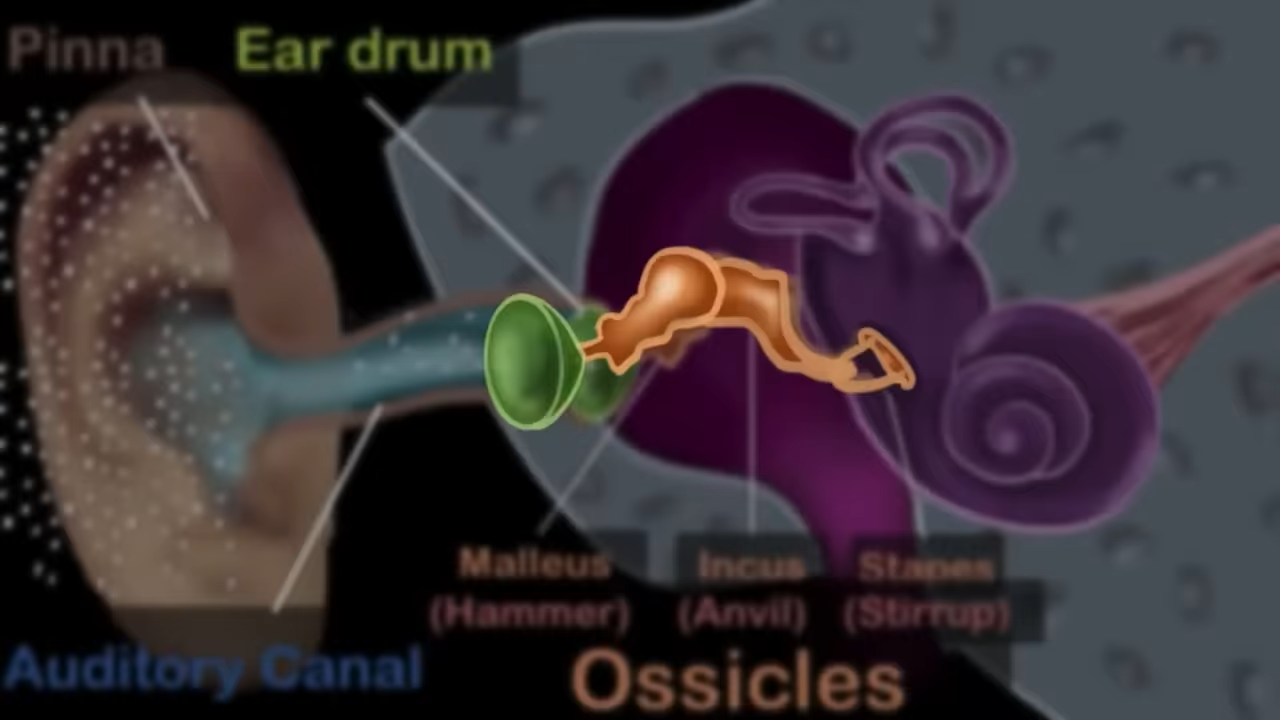 Pinna
Ear drum
Malleus
(Hammer)
Incus
(Anvil)
Stapes
(Stirrup)
Auditory Canal
Ossicles